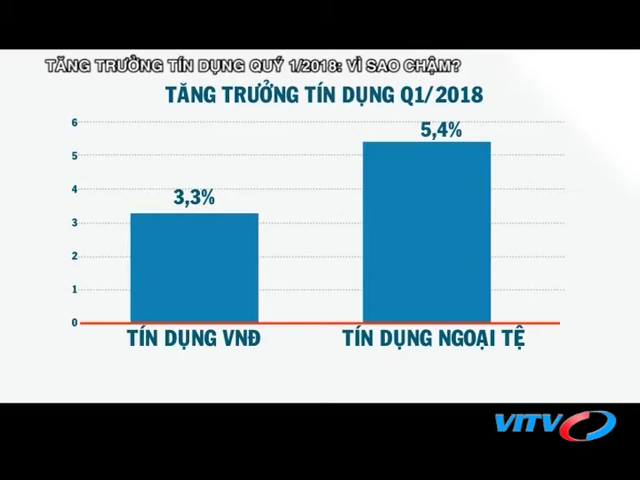 TĂNG TRƯỞNG TÍN DỤNG QUÝ 1/2018: VÌ SAO CHẬM?
TĂNG TRƯỞNG TÍN DỤNG Q1/2018
6
5,4%
5
4
3,3%
3
2
1
0
TÍN DỤNG VNĐ
TÍN DỤNG NGOẠI TỆ
VITV